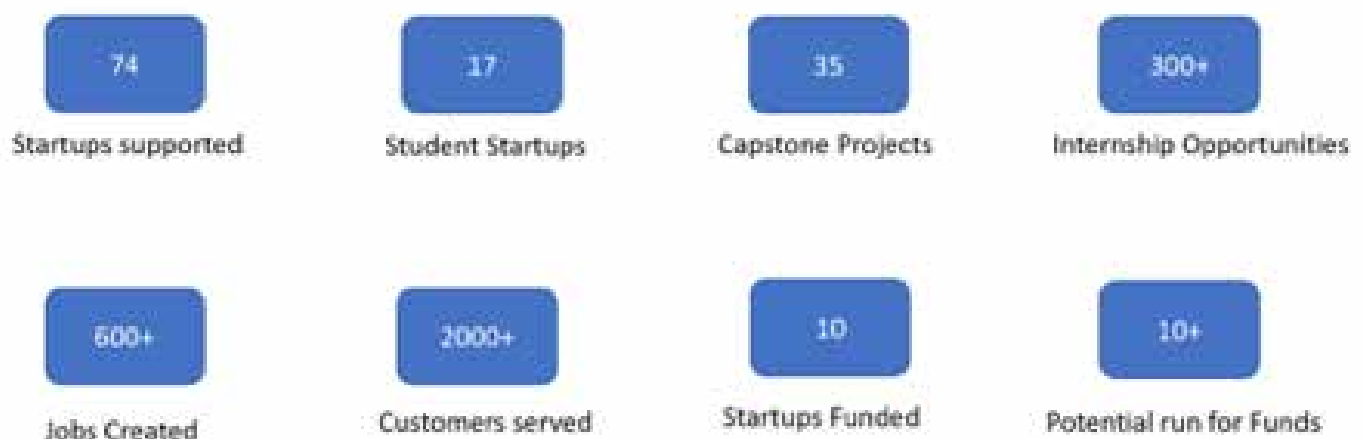 74
17
35
300+
Startups supported
Student Startups
Capstone Projects
Internship Opportunities
600+
2000+
10
10+
Jobs Created
Customers served
Startups Funded
Potential run for Funds